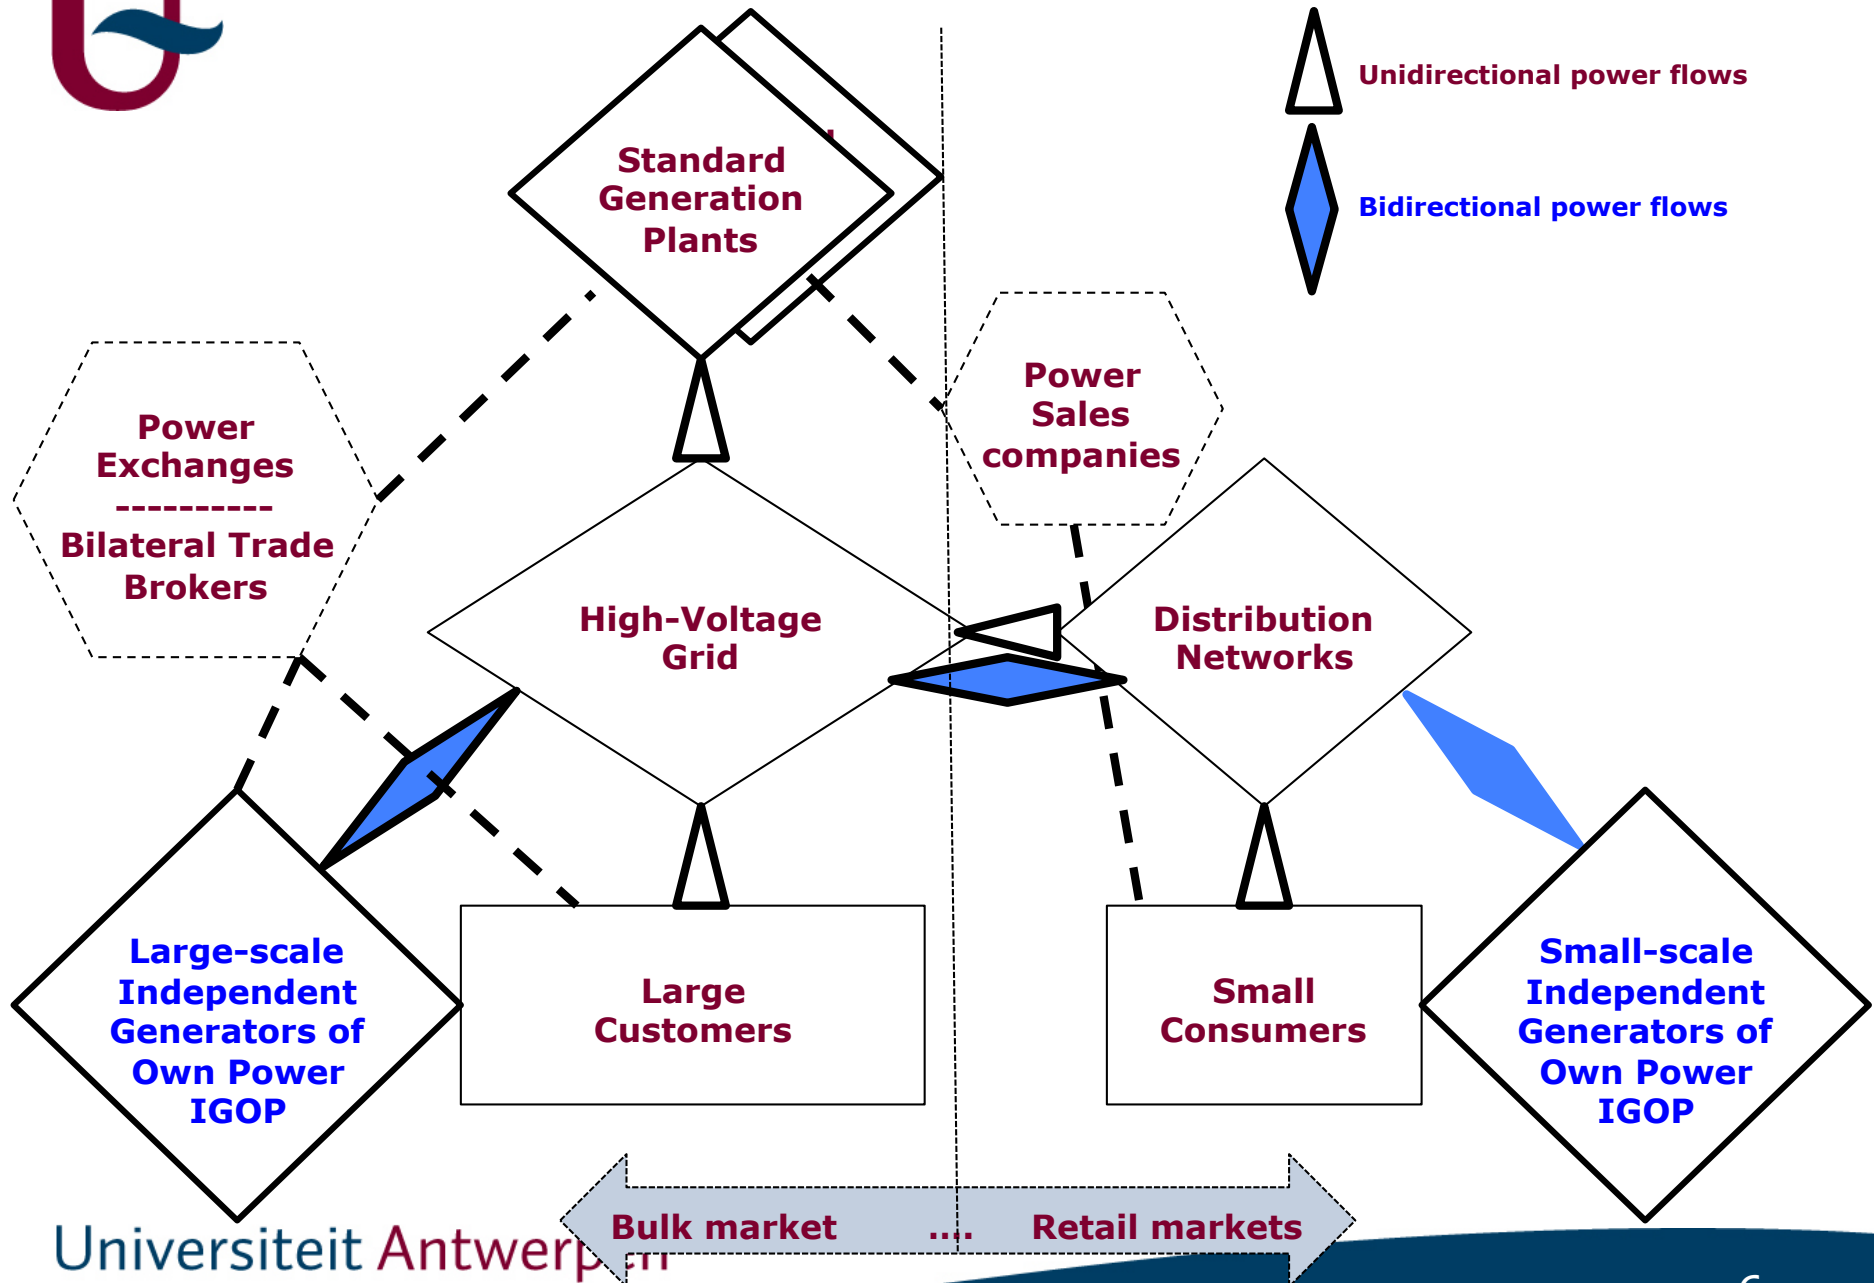 Unidirectional power flows
Bidirectional power flows
Standard
Generation
Plants
Power
Sales
companies
Power
Exchanges
----------
Bilateral Trade
Brokers
High-Voltage
Grid
Distribution
Networks
Large-scale
Independent
Generators of
Own Power
IGOP
Large
Customers
Small
Consumers
Small-scale
Independent
Generators of
Own Power
IGOP
Bulk market .... Retail markets
Universiteit Antwerpen